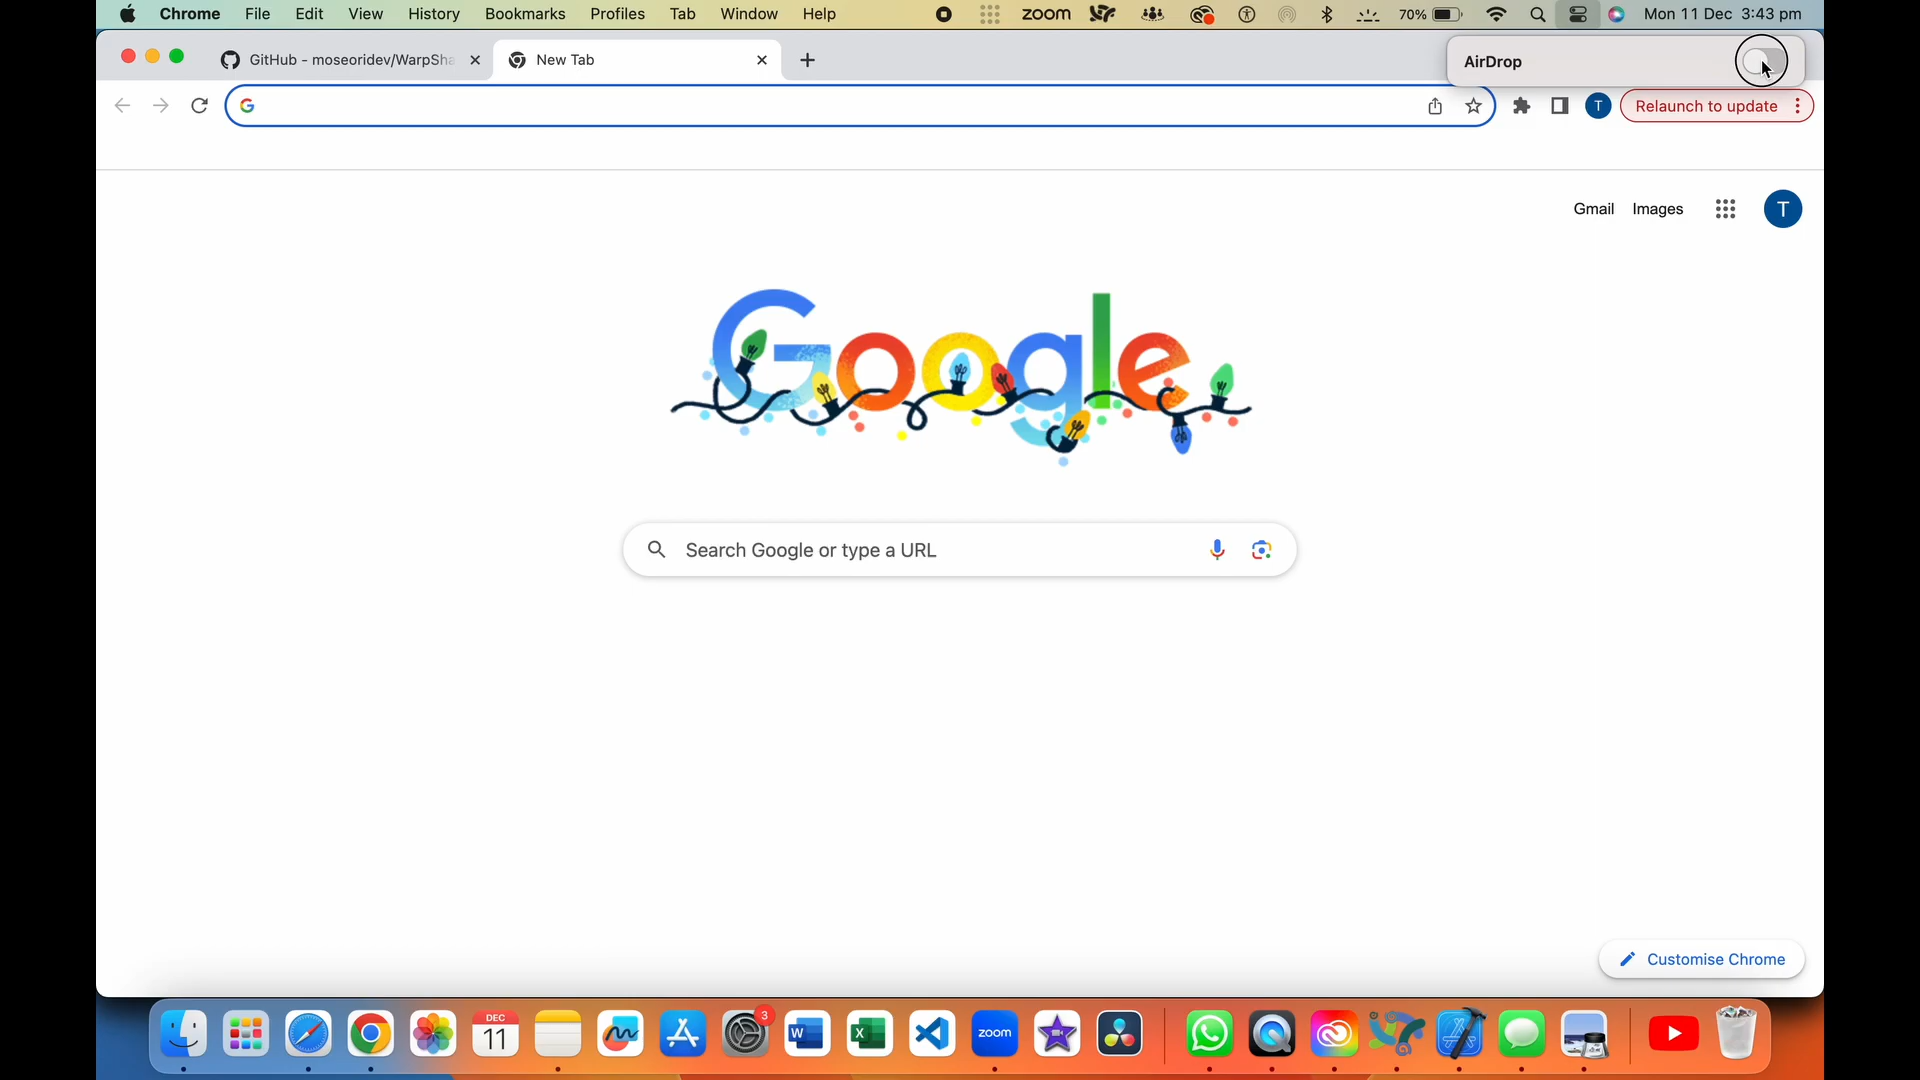 Chrome File Edit View History Bookmarks Profiles Tab Window Help zoom 70% Mon 11 Dec 3:43 pm
GitHub - moseoridev/WarpSha New Tab
AirDrop
G
T Relaunch to update
Gmail Images T
Google
Search Google or type a URL
Customise Chrome
DEC
11
3
W
X
zoom